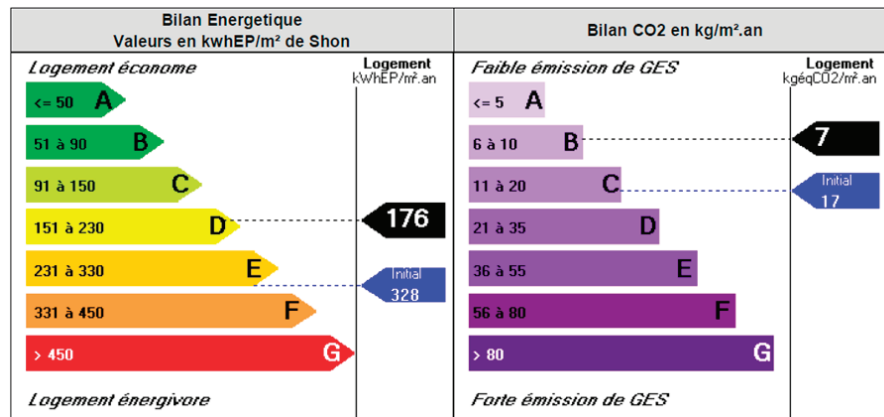 Bilan Energetique
Valeurs en kwhEP/m² de Shon
Logement économe
Logement
kWhEP/m².an
<= 50 A
51 à 90 B
91 à 150 C
151 à 230 D
176
231 à 330 E
Initial
328
331 à 450 F
> 450 G
Logement énergivore
Bilan CO2 en kg/m².an
Faible émission de GES
Logement
kgéqCO2/m².an
<= 5 A
6 à 10 B
7
11 à 20 C
Initial
17
21 à 35 D
36 à 55 E
56 à 80 F
> 80 G
Forte émission de GES